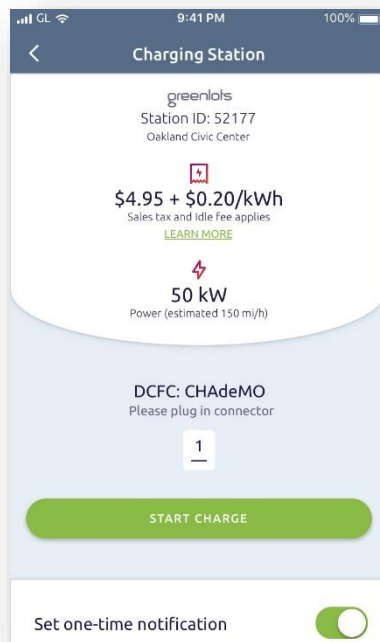 GL 9:41 PM 100%
Charging Station
greenlots
Station ID: 52177
Oakland Civic Center
$4.95 + $0.20/kWh
Sales tax and Idle fee applies
LEARN MORE
50 kW
Power (estimated 150 mi/h)
DCFC: CHAdeMO
Please plug in connector
1
START CHARGE
Set one-time notification